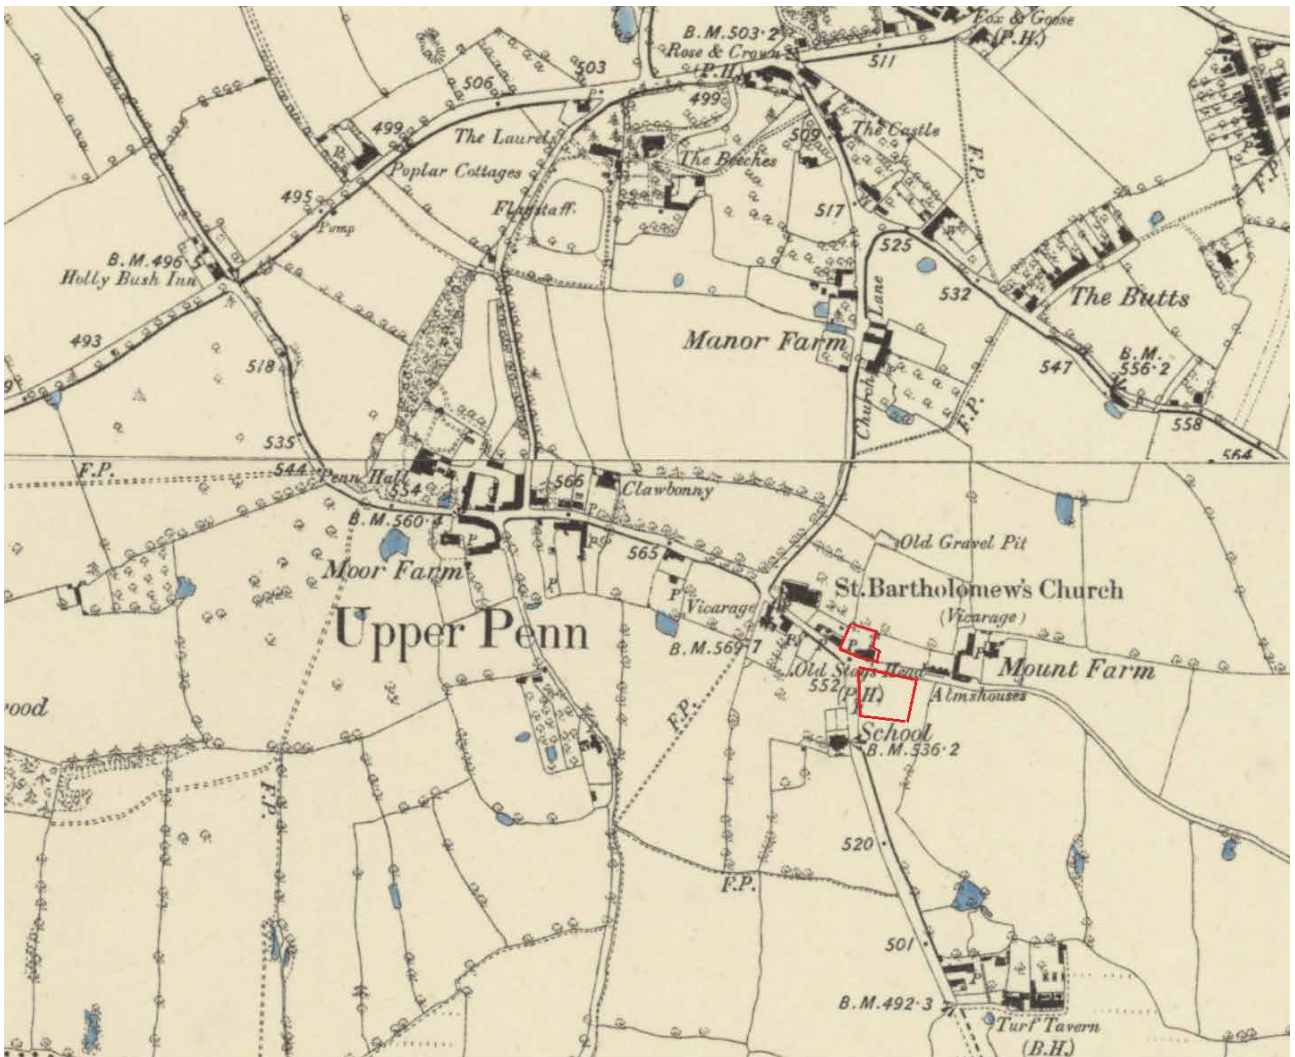 Fox & Goose
(P.H.)
B.M.503·2
Rose & Crown
(P.H.)
511
503
506
499
499
The Laurels
P
509
The Castle
The Beeches
P
Poplar Cottages
F.P.
495
Flagstaff
517
P
Pump
525
P
B.M.496·5
Holly Bush Inn
532
The Butts
Lane
493
Manor Farm
547
B.M.
556·2
518
Church
F.P.
558
535
564
F.P.
544
Penn Hall
554
566
Clawbonny
B.M.560·4
P
P
565
Old Gravel Pit
Moor Farm
P
P
St. Bartholomew's Church
(Vicarage)
Vicarage
Upper Penn
P
P
B.M.569·7
P
Mount Farm
Old Stags Head
552
(P.H.)
Almshouses
F.P.
School
B.M.536·2
F.P.
520
F.P.
501
P
B.M.492·3
Turf Tavern
(B.H.)